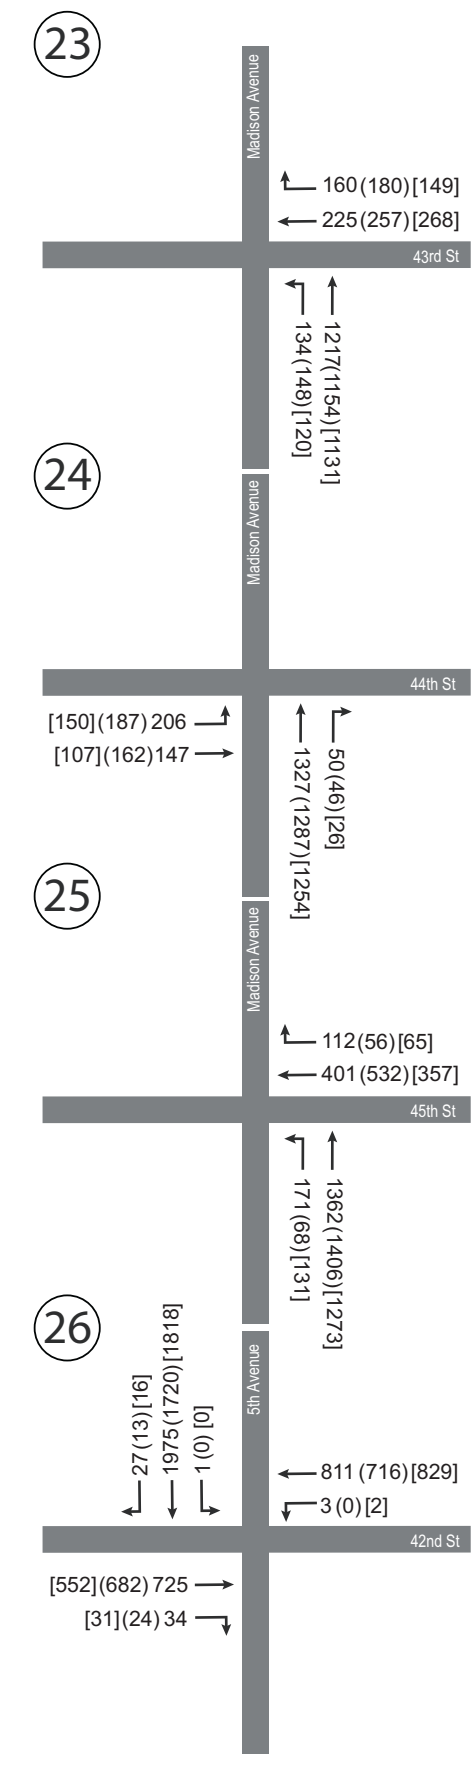 23
Madison Avenue
160 (180) [149]
225 (257) [268]
43rd St
134 (148) [120]
1217 (1154) [1131]
24
Madison Avenue
44th St
[150] (187) 206
[107] (162) 147
1327 (1287) [1254]
50 (46) [26]
25
Madison Avenue
112 (56) [65]
401 (532) [357]
45th St
171 (68) [131]
1362 (1406) [1273]
26
5th Avenue
27 (13) [16]
1975 (1720) [1818]
1 (0) [0]
811 (716) [829]
3 (0) [2]
42nd St
[552] (682) 725
[31] (24) 34